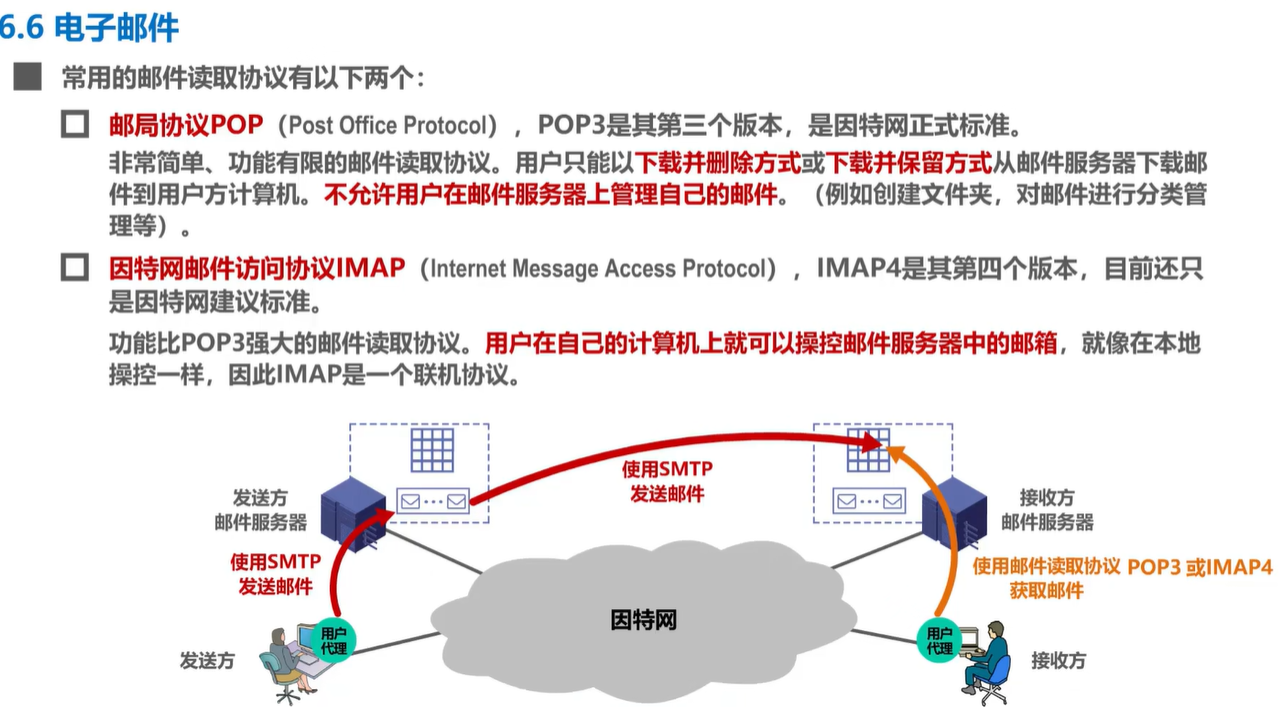 6.6 电子邮件
常用的邮件读取协议有以下两个：
邮局协议POP（Post Office Protocol），POP3是其第三个版本，是因特网正式标准。
非常简单、功能有限的邮件读取协议。用户只能以下载并删除方式或下载并保留方式从邮件服务器下载邮
件到用户方计算机。不允许用户在邮件服务器上管理自己的邮件。（例如创建文件夹，对邮件进行分类管
理等）。
因特网邮件访问协议IMAP（Internet Message Access Protocol），IMAP4是其第四个版本，目前还只
是因特网建议标准。
功能比POP3强大的邮件读取协议。用户在自己的计算机上就可以操控邮件服务器中的邮箱，就像在本地
操控一样，因此IMAP是一个联机协议。
使用SMTP
发送邮件
发送方
邮件服务器
接收方
邮件服务器
使用SMTP
发送邮件
使用邮件读取协议 POP3 或IMAP4
获取邮件
因特网
用户
代理
用户
代理
发送方
接收方